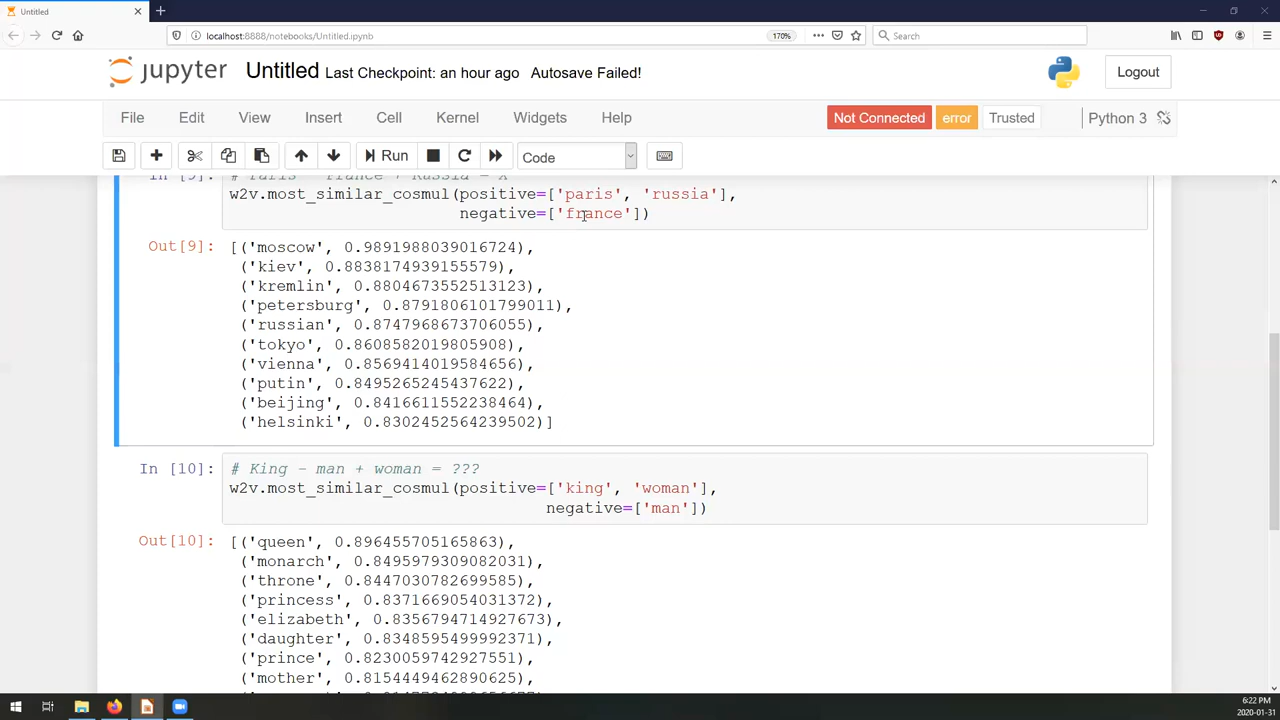 Untitled
localhost:8888/notebooks/Untitled.ipynb
170%
Search
jupyter Untitled Last Checkpoint: an hour ago Autosave Failed!
Logout
File Edit View Insert Cell Kernel Widgets Help
Not Connected error Trusted Python 3
Run Code
In [9]: # Paris - France + Russia = X
w2v.most_similar_cosmul(positive=['paris', 'russia'],
negative=['france'])
Out[9]: [('moscow', 0.9891988039016724),
('kiev', 0.8838174939155579),
('kremlin', 0.8804673552513123),
('petersburg', 0.8791806101799011),
('russian', 0.8747968673706055),
('tokyo', 0.8608582019805908),
('vienna', 0.8569414019584656),
('putin', 0.8495265245437622),
('beijing', 0.8416611552238464),
('helsinki', 0.8302452564239502)]
In [10]: # King - man + woman = ???
w2v.most_similar_cosmul(positive=['king', 'woman'],
negative=['man'])
Out[10]: [('queen', 0.896455705165863),
('monarch', 0.8495979309082031),
('throne', 0.8447030782699585),
('princess', 0.8371669054031372),
('elizabeth', 0.8356794714927673),
('daughter', 0.8348595499992371),
('prince', 0.8230059742927551),
('mother', 0.8154449462890625),
6:22 PM
2020-01-31